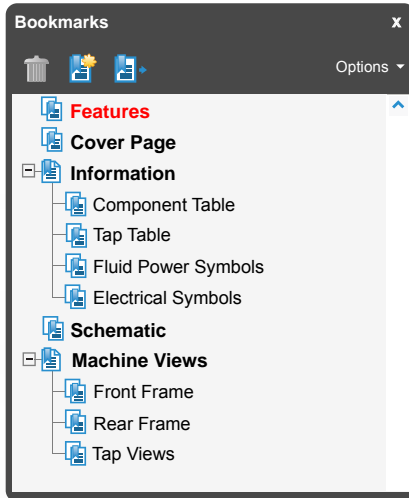 Bookmarks x
Options
Features
Cover Page
Information
Component Table
Tap Table
Fluid Power Symbols
Electrical Symbols
Schematic
Machine Views
Front Frame
Rear Frame
Tap Views